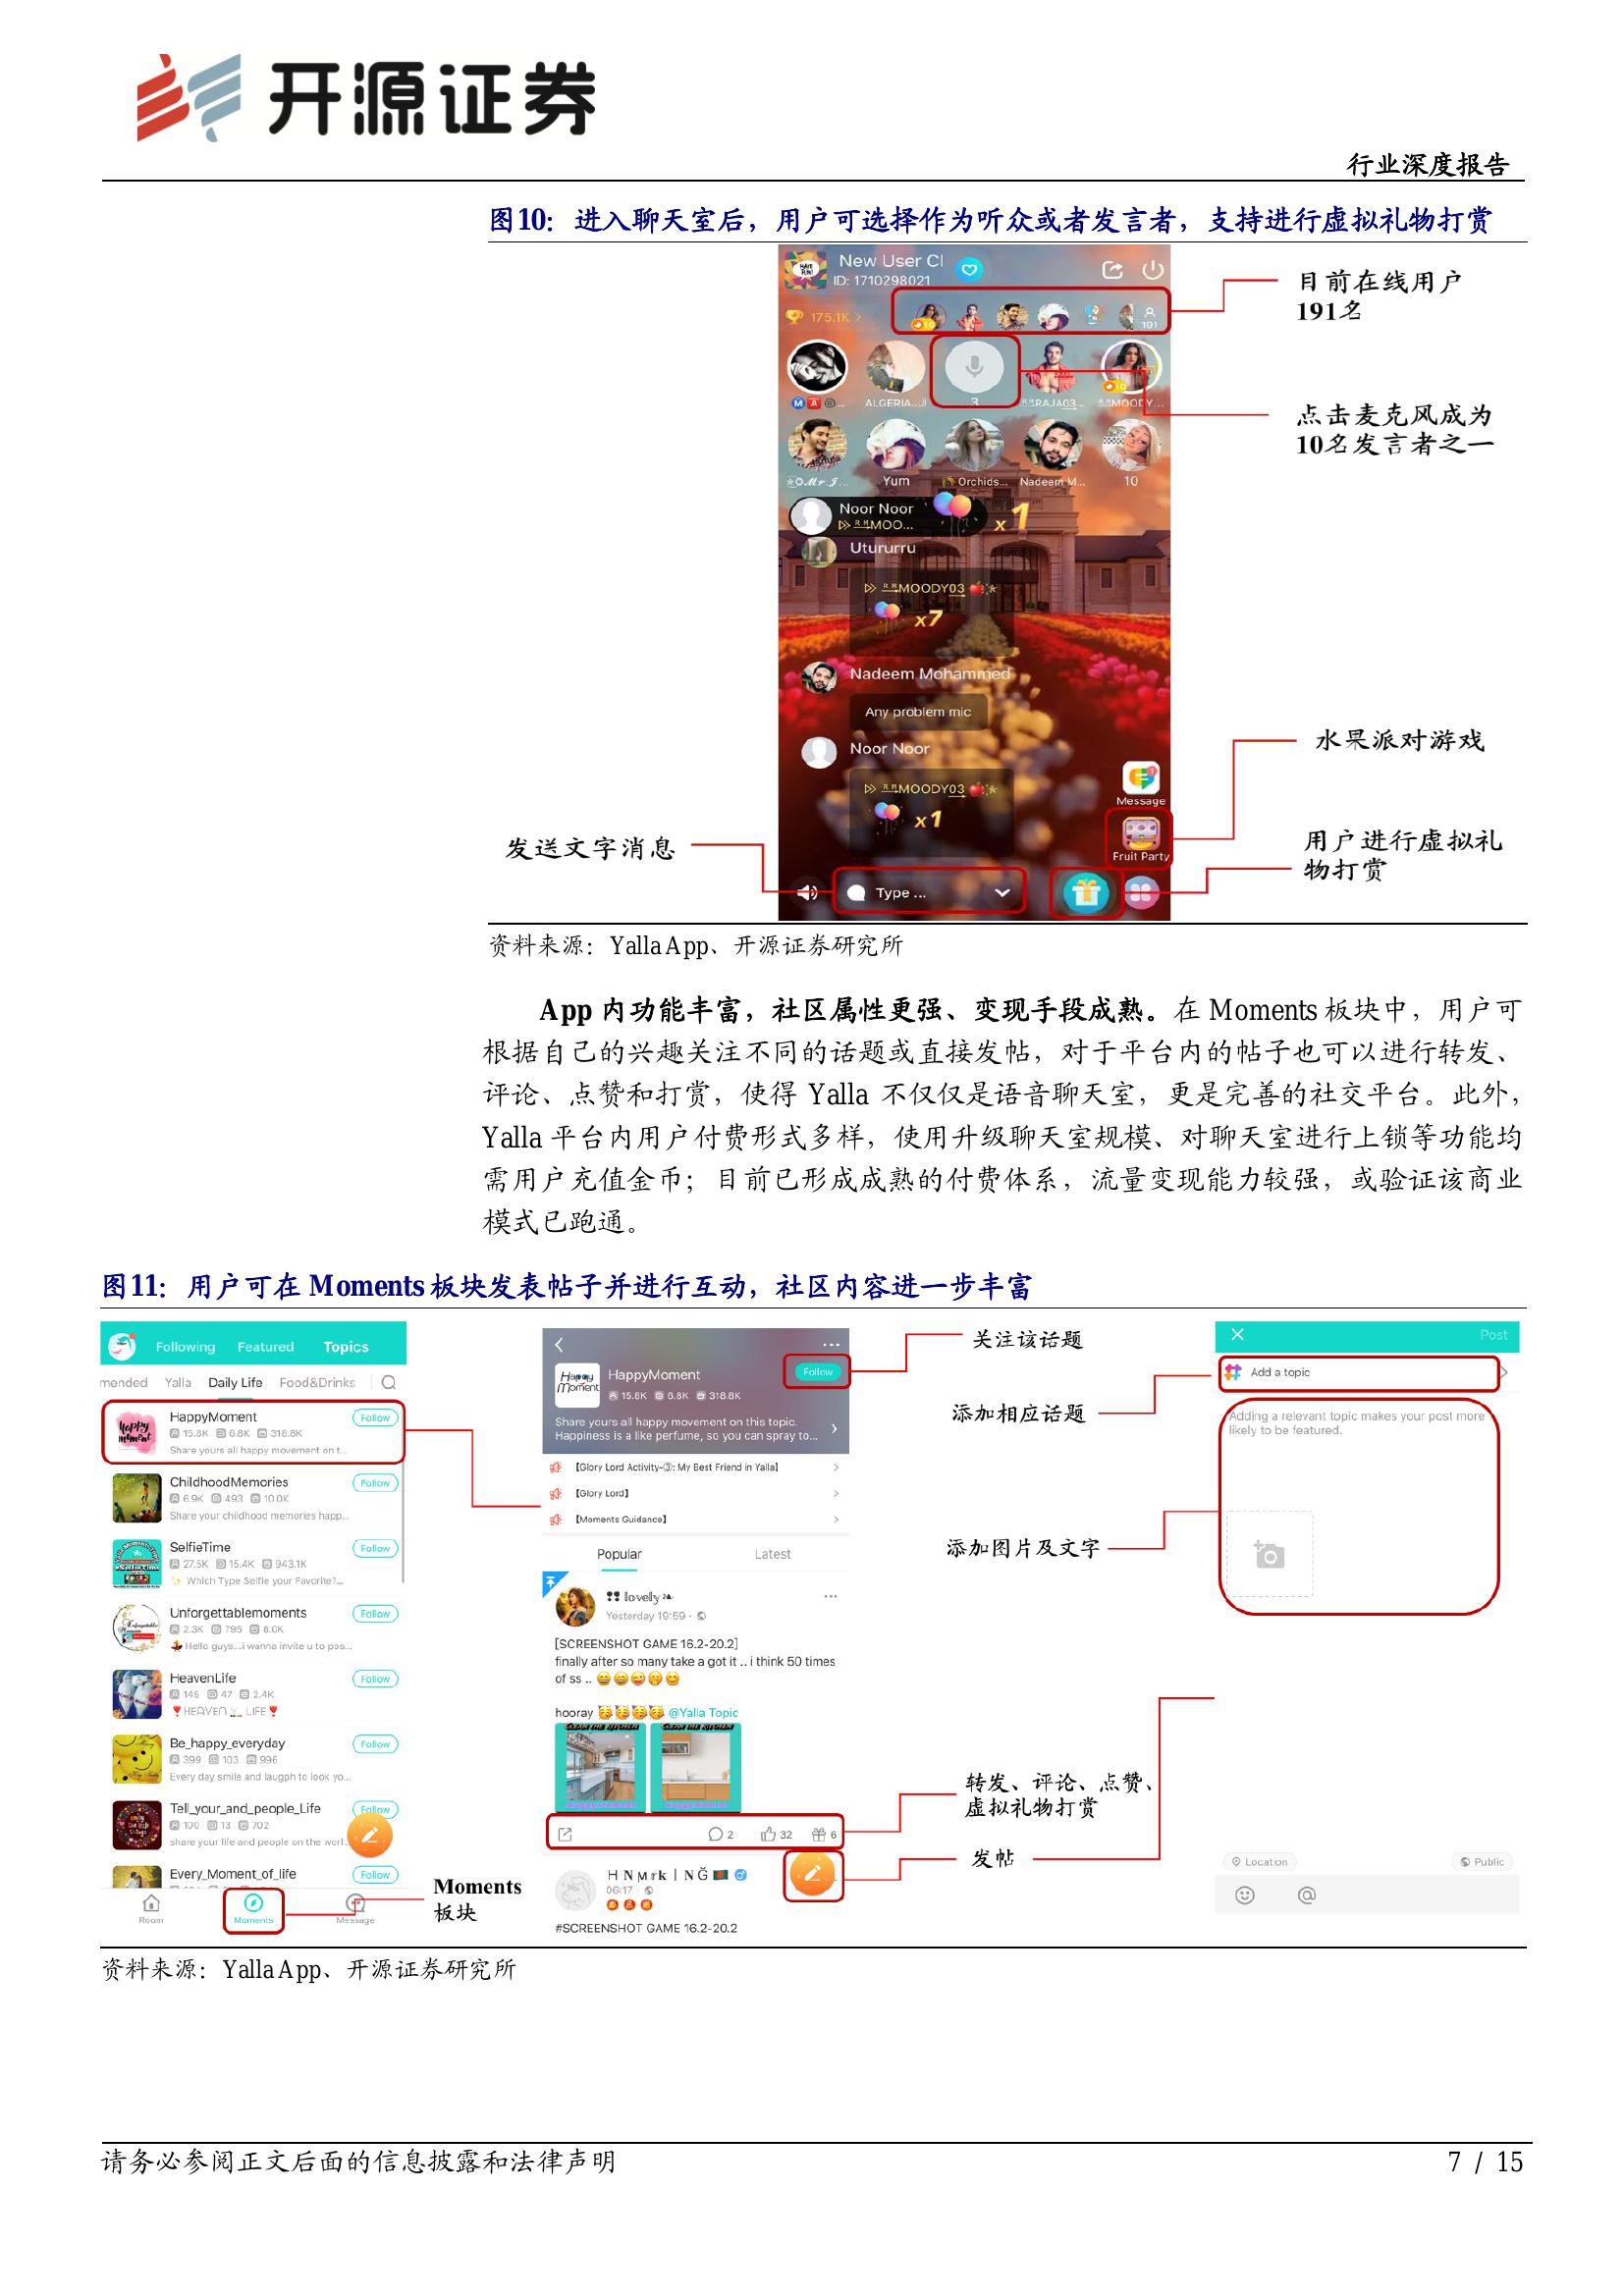 开源证券
行业深度报告
图10：进入聊天室后，用户可选择作为听众或者发言者，支持进行虚拟礼物打赏
New User Cl
ID: 1710298021
175.1K >
191
目前在线用户
191名
ALGERIA...
3
RAJA03...
MOODY...
点击麦克风成为
10名发言者之一
Yum
Orchids...
Nadeem M...
10
Noor Noor
MOO...
x 1
Utururru
MOODY03
x7
Nadeem Mohammed
Any problem mic
Noor Noor
MOODY03
x1
水果派对游戏
Message
Fruit Party
发送文字消息
用户进行虚拟礼
物打赏
Type ...
资料来源：Yalla App、开源证券研究所
App 内功能丰富，社区属性更强、变现手段成熟。在 Moments 板块中，用户可
根据自己的兴趣关注不同的话题或直接发帖，对于平台内的帖子也可以进行转发、
评论、点赞和打赏，使得 Yalla 不仅仅是语音聊天室，更是完善的社交平台。此外，
Yalla 平台内用户付费形式多样，使用升级聊天室规模、对聊天室进行上锁等功能均
需用户充值金币；目前已形成成熟的付费体系，流量变现能力较强，或验证该商业
模式已跑通。
图11：用户可在 Moments 板块发表帖子并进行互动，社区内容进一步丰富
Following Featured Topics
mended Yalla Daily Life Food&Drinks
HappyMoment Follow
15.8K 6.8K 318.8K
Share yours all happy movement on t...
ChildhoodMemories Follow
6.9K 493 10.0K
Share your childhood memories happ...
SelfieTime Follow
27.5K 15.4K 943.1K
Which Type Selfie your Favorite?...
Unforgettablemoments Follow
2.3K 795 8.0K
Hello guys...i wanna invite u to pos...
HeavenLife Follow
145 47 2.4K
HEAVEN LIFE
Be_happy_everyday Follow
399 103 996
Every day smile and laugph to look yo...
Tell_your_and_people_Life Follow
100 13 702
share your life and people on the worl...
Every_Moment_of_life Follow
Room Moments Message
Moments
板块
Happy
Moment
HappyMoment
15.8K 6.8K 318.8K
Follow
Share yours all happy movement on this topic.
Happiness is a like perfume, so you can spray to...
【Glory Lord Activity-③: My Best Friend in Yalla】
【Glory Lord】
【Moments Guidance】
Popular Latest
lovely
Yesterday 19:59
[SCREENSHOT GAME 16.2-20.2]
finally after so many take a got it .. i think 50 times
of ss ..
hooray @Yalla Topic
CLEAN THE KITCHEN CLEAN THE KITCHEN
2 32 6
06:17
#SCREENSHOT GAME 16.2-20.2
关注该话题
添加相应话题
添加图片及文字
转发、评论、点赞、
虚拟礼物打赏
发帖
Post
Add a topic
Adding a relevant topic makes your post more
likely to be featured.
Location Public
资料来源：Yalla App、开源证券研究所
请务必参阅正文后面的信息披露和法律声明
7 / 15